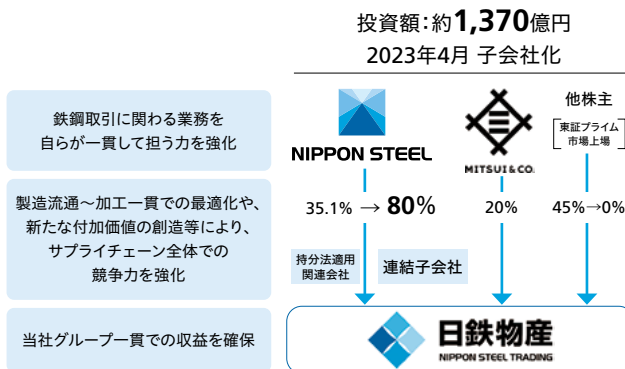 投資額：約1,370億円
2023年4月 子会社化
鉄鋼取引に関わる業務を
自らが一貫して担う力を強化
製造流通～加工一貫での最適化や、
新たな付加価値の創造等により、
サプライチェーン全体での
競争力を強化
当社グループ一貫での収益を確保
NIPPON STEEL
MITSUI & CO.
他株主
東証プライム
市場上場
35.1% → 80%
20%
45%→0%
持分法適用
関連会社
連結子会社
日鉄物産
NIPPON STEEL TRADING